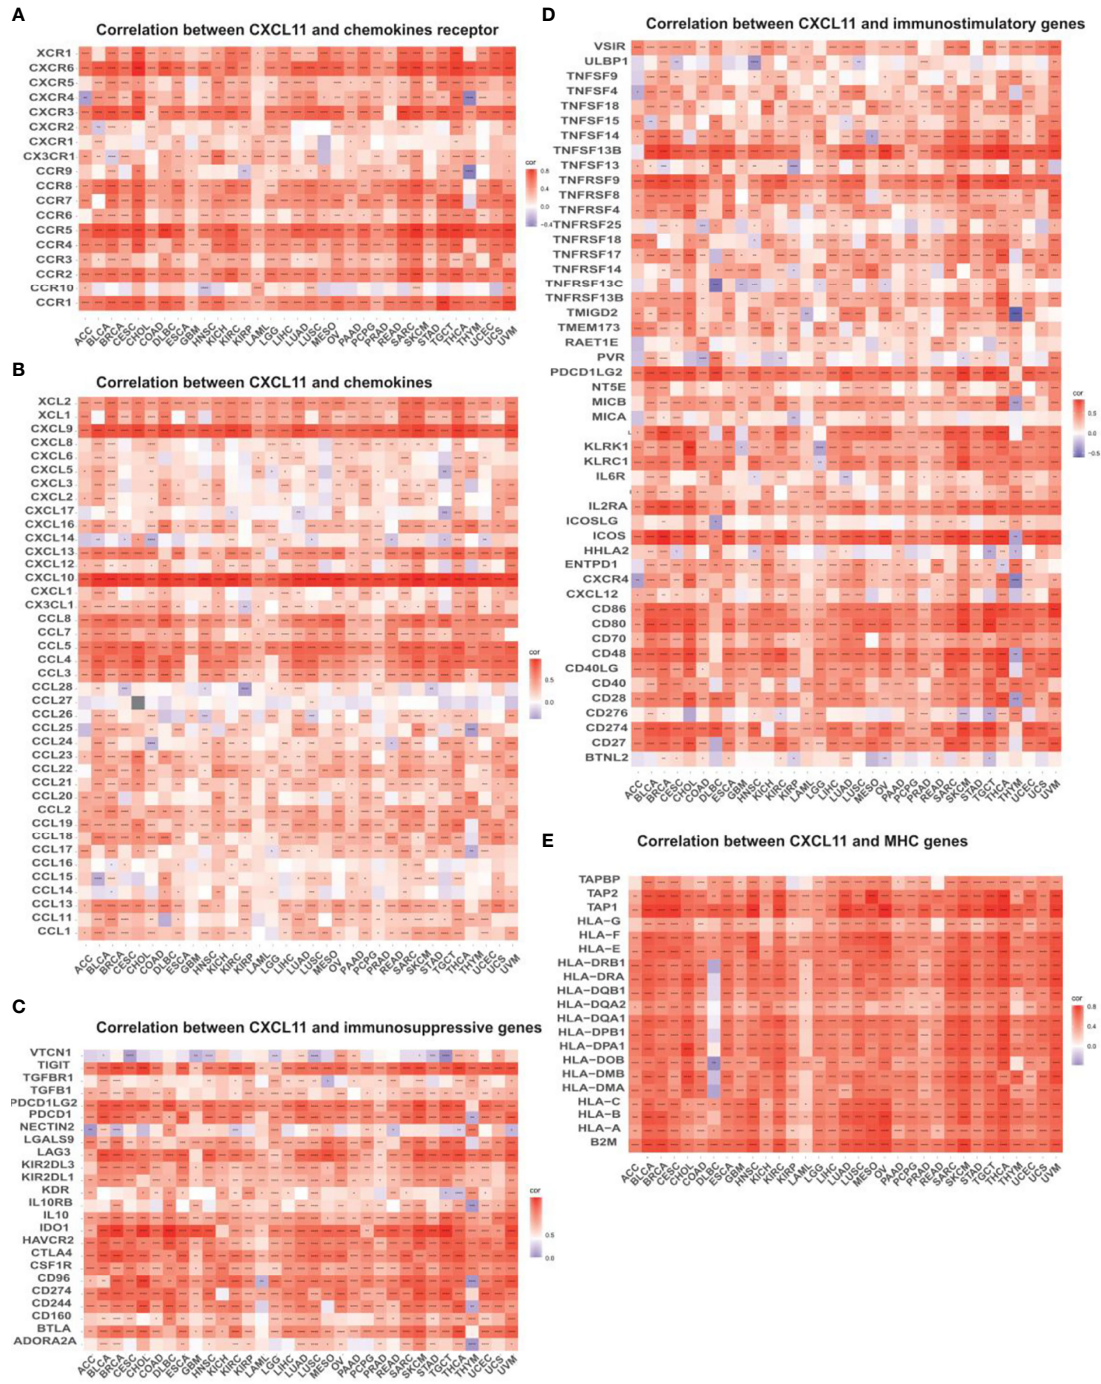 A
Correlation between CXCL11 and chemokines receptor
XCR1
CXCR6
CXCR5
CXCR4
CXCR3
CXCR2
CXCR1
CX3CR1
CCR9
CCR8
CCR7
CCR6
CCR5
CCR4
CCR3
CCR2
CCR10
CCR1
cor
0.8
0.4
0.0
ACC
BLCA
BRCA
CESC
CHOL
COAD
DLBC
ESCA
GBM
HNSC
KICH
KIRC
KIRP
LAML
LGG
LIHC
LUAD
LUSC
MESO
OV
PAAD
PCPG
PRAD
READ
SARC
SKCM
STAD
TGCT
THCA
THYM
UCEC
UCS
UVM
B
Correlation between CXCL11 and chemokines
XCL2
XCL1
CXCL9
CXCL8
CXCL6
CXCL5
CXCL3
CXCL2
CXCL17
CXCL16
CXCL14
CXCL13
CXCL12
CXCL10
CXCL1
CX3CL1
CCL8
CCL7
CCL5
CCL4
CCL3
CCL28
CCL27
CCL26
CCL25
CCL24
CCL23
CCL22
CCL21
CCL20
CCL2
CCL19
CCL18
CCL17
CCL16
CCL15
CCL14
CCL13
CCL11
CCL1
cor
0.5
0.0
ACC
BLCA
BRCA
CESC
CHOL
COAD
DLBC
ESCA
GBM
HNSC
KICH
KIRC
KIRP
LAML
LGG
LIHC
LUAD
LUSC
MESO
OV
PAAD
PCPG
PRAD
READ
SARC
SKCM
STAD
TGCT
THCA
THYM
UCEC
UCS
UVM
C
Correlation between CXCL11 and immunosuppressive genes
VTCN1
TIGIT
TGFBR1
TGFB1
PDCD1LG2
PDCD1
NECTIN2
LGALS9
LAG3
KIR2DL3
KIR2DL1
KDR
IL10RB
IL10
IDO1
HAVCR2
CTLA4
CSF1R
CD96
CD274
CD244
CD160
BTLA
ADORA2A
cor
0.5
0.0
ACC
BLCA
BRCA
CESC
CHOL
COAD
DLBC
ESCA
GBM
HNSC
KICH
KIRC
KIRP
LAML
LGG
LIHC
LUAD
LUSC
MESO
OV
PAAD
PCPG
PRAD
READ
SARC
SKCM
STAD
TGCT
THCA
THYM
UCEC
UCS
UVM
D
Correlation between CXCL11 and immunostimulatory genes
VSIR
ULBP1
TNFSF9
TNFSF4
TNFSF18
TNFSF15
TNFSF14
TNFSF13B
TNFSF13
TNFRSF9
TNFRSF8
TNFRSF4
TNFRSF25
TNFRSF18
TNFRSF17
TNFRSF14
TNFRSF13C
TNFRSF13B
TMIGD2
TMEM173
RAET1E
PVR
PDCD1LG2
NT5E
MICB
MICA
KLRK1
KLRC1
IL6R
IL2RA
ICOSLG
ICOS
HHLA2
ENTPD1
CXCR4
CXCL12
CD86
CD80
CD70
CD48
CD40LG
CD40
CD28
CD276
CD274
CD27
BTNL2
cor
0.5
0.0
−0.5
ACC
BLCA
BRCA
CESC
CHOL
COAD
DLBC
ESCA
GBM
HNSC
KICH
KIRC
KIRP
LAML
LGG
LIHC
LUAD
LUSC
MESO
OV
PAAD
PCPG
PRAD
READ
SARC
SKCM
STAD
TGCT
THCA
THYM
UCEC
UCS
UVM
E
Correlation between CXCL11 and MHC genes
TAPBP
TAP2
TAP1
HLA−G
HLA−F
HLA−E
HLA−DRB1
HLA−DRA
HLA−DQB1
HLA−DQA2
HLA−DQA1
HLA−DPB1
HLA−DPA1
HLA−DOB
HLA−DMB
HLA−DMA
HLA−C
HLA−B
HLA−A
B2M
cor
0.8
0.4
0.0
ACC
BLCA
BRCA
CESC
CHOL
COAD
DLBC
ESCA
GBM
HNSC
KICH
KIRC
KIRP
LAML
LGG
LIHC
LUAD
LUSC
MESO
OV
PAAD
PCPG
PRAD
READ
SARC
SKCM
STAD
TGCT
THCA
THYM
UCEC
UCS
UVM